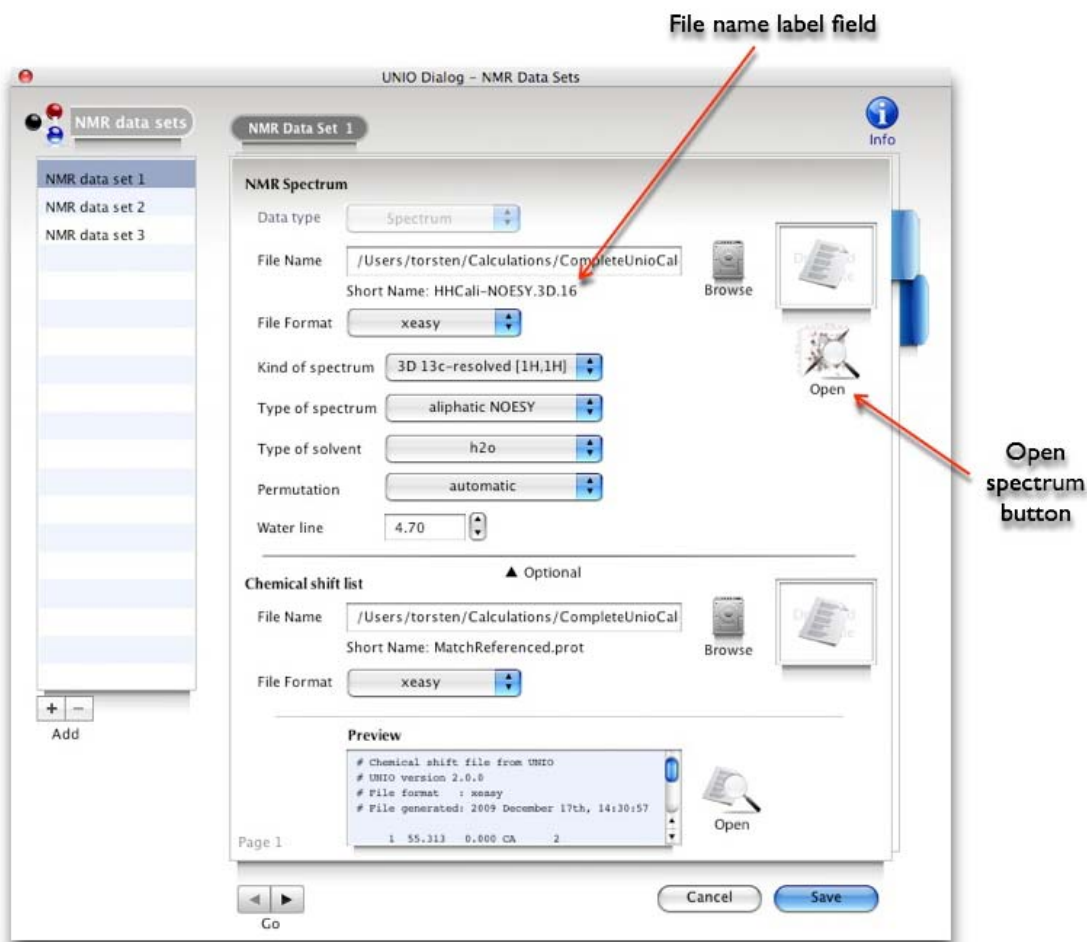 File name label field
UNIO Dialog – NMR Data Sets
NMR data sets
NMR Data Set 1
Info
NMR data set 1
NMR data set 2
NMR data set 3
NMR Spectrum
Data type
Spectrum
File Name
/Users/torsten/Calculations/CompleteUnioCal
Browse
Short Name: HHCali-NOESY.3D.16
File Format
xeasy
Kind of spectrum
3D 13c-resolved [1H,1H]
Open
Type of spectrum
aliphatic NOESY
Type of solvent
h2o
Open
spectrum
button
Permutation
automatic
Water line
4.70
▲ Optional
Chemical shift list
File Name
/Users/torsten/Calculations/CompleteUnioCal
Browse
Short Name: MatchReferenced.prot
File Format
xeasy
+ −
Add
Preview
# Chemical shift file from UNIO
# UNIO version 2.0.0
# File format : xeasy
# File generated: 2009 December 17th, 14:30:57
1 55.313 0.000 CA 2
Open
Page 1
Go
Cancel
Save